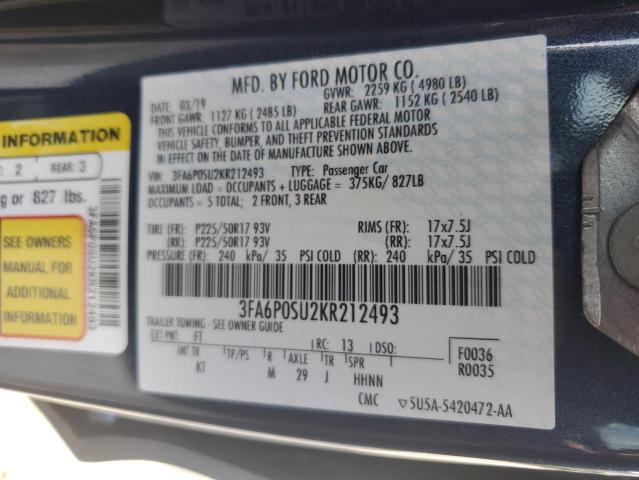 MFD. BY FORD MOTOR CO.
DATE: 03/19 GVWR: 2259 KG ( 4980 LB)
FRONT GAWR: 1127 KG ( 2485 LB) REAR GAWR: 1152 KG ( 2540 LB)
THIS VEHICLE CONFORMS TO ALL APPLICABLE FEDERAL MOTOR
VEHICLE SAFETY, BUMPER, AND THEFT PREVENTION STANDARDS
IN EFFECT ON THE DATE OF MANUFACTURE SHOWN ABOVE.
VIN: 3FA6P0SU2KR212493 TYPE: Passenger Car
MAXIMUM LOAD = OCCUPANTS + LUGGAGE = 375KG/ 827LB
OCCUPANTS = 5 TOTAL; 2 FRONT, 3 REAR
TIRE (FR): P225/50R17 93V RIMS (FR): 17x7.5J
(RR): P225/50R17 93V (RR): 17x7.5J
PRESSURE (FR): 240 kPa/ 35 PSI COLD (RR): 240 kPa/ 35 PSI COLD
3FA6P0SU2KR212493
TRAILER TOWING - SEE OWNER GUIDE
EXT PNT: FT RC: 13 DSO:
INT TR TP/PS R AXLE TR SPR
KT M 29 J HHNN
F0036
R0035
CMC ▽5U5A-5420472-AA
INFORMATION
2 REAR: 3
or 827 lbs.
SEE OWNERS
MANUAL FOR
ADDITIONAL
INFORMATION
3FA6P0SU2KR212493